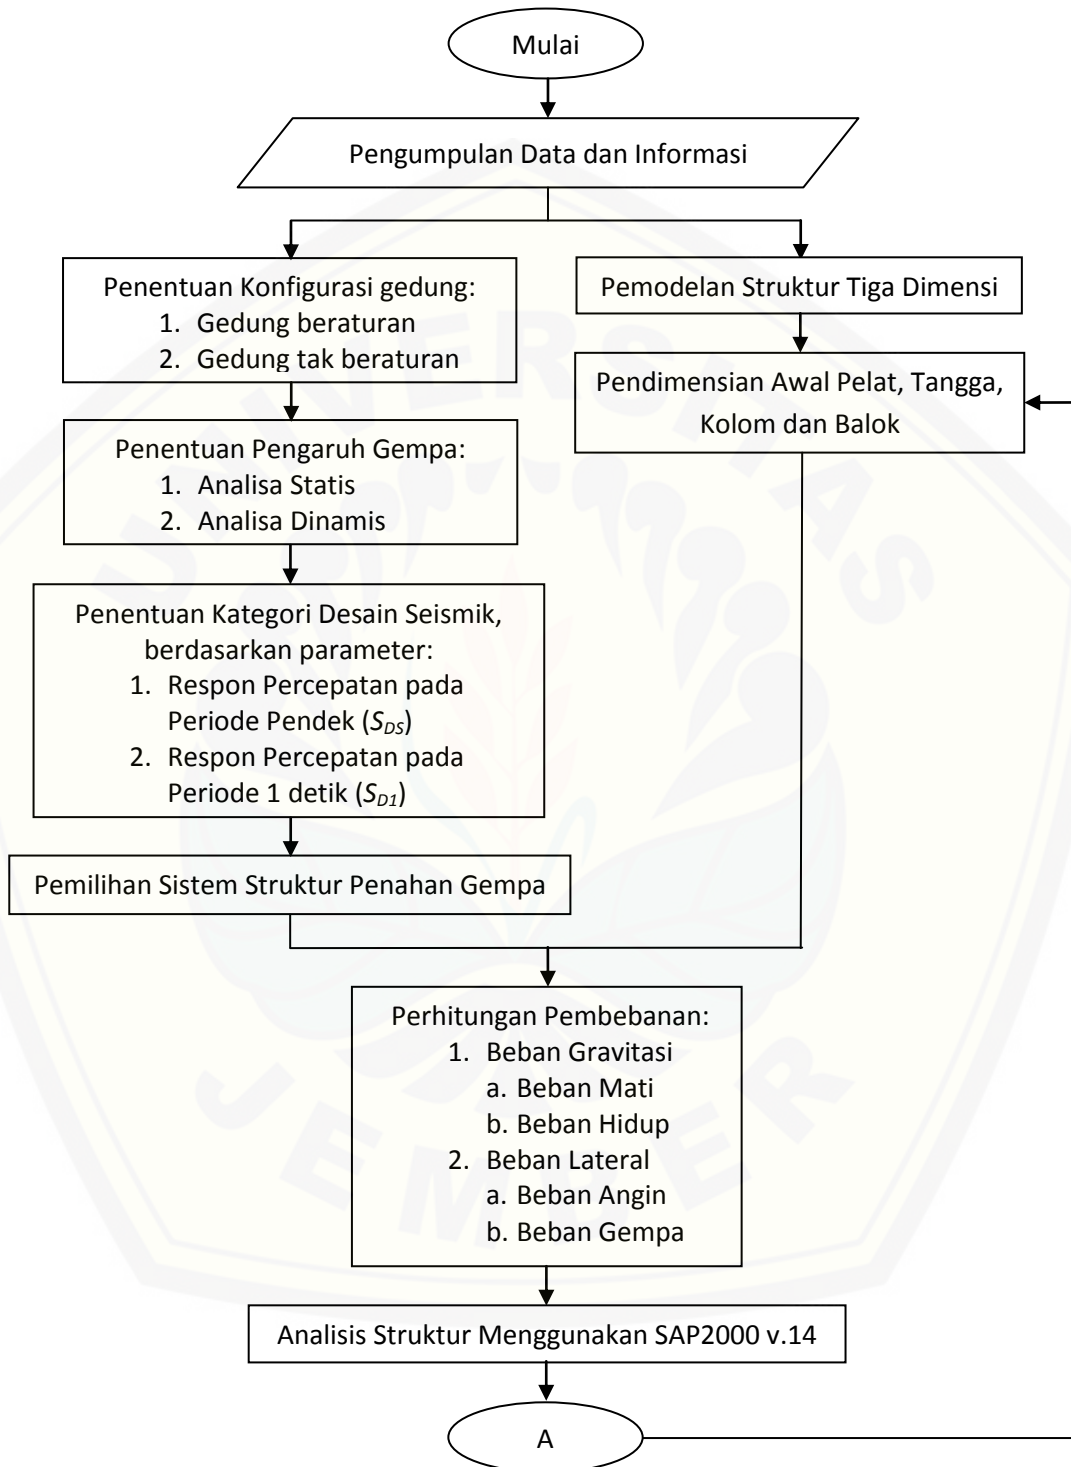 Mulai
Pengumpulan Data dan Informasi
Penentuan Konfigurasi gedung:
1. Gedung beraturan
2. Gedung tak beraturan
Pemodelan Struktur Tiga Dimensi
Pendimensian Awal Pelat, Tangga,
Kolom dan Balok
Penentuan Pengaruh Gempa:
1. Analisa Statis
2. Analisa Dinamis
Penentuan Kategori Desain Seismik,
berdasarkan parameter:
1. Respon Percepatan pada
Periode Pendek (SDS)
2. Respon Percepatan pada
Periode 1 detik (SD1)
Pemilihan Sistem Struktur Penahan Gempa
Perhitungan Pembebanan:
1. Beban Gravitasi
a. Beban Mati
b. Beban Hidup
2. Beban Lateral
a. Beban Angin
b. Beban Gempa
Analisis Struktur Menggunakan SAP2000 v.14
A
UNIVERSITAS
JEMBER